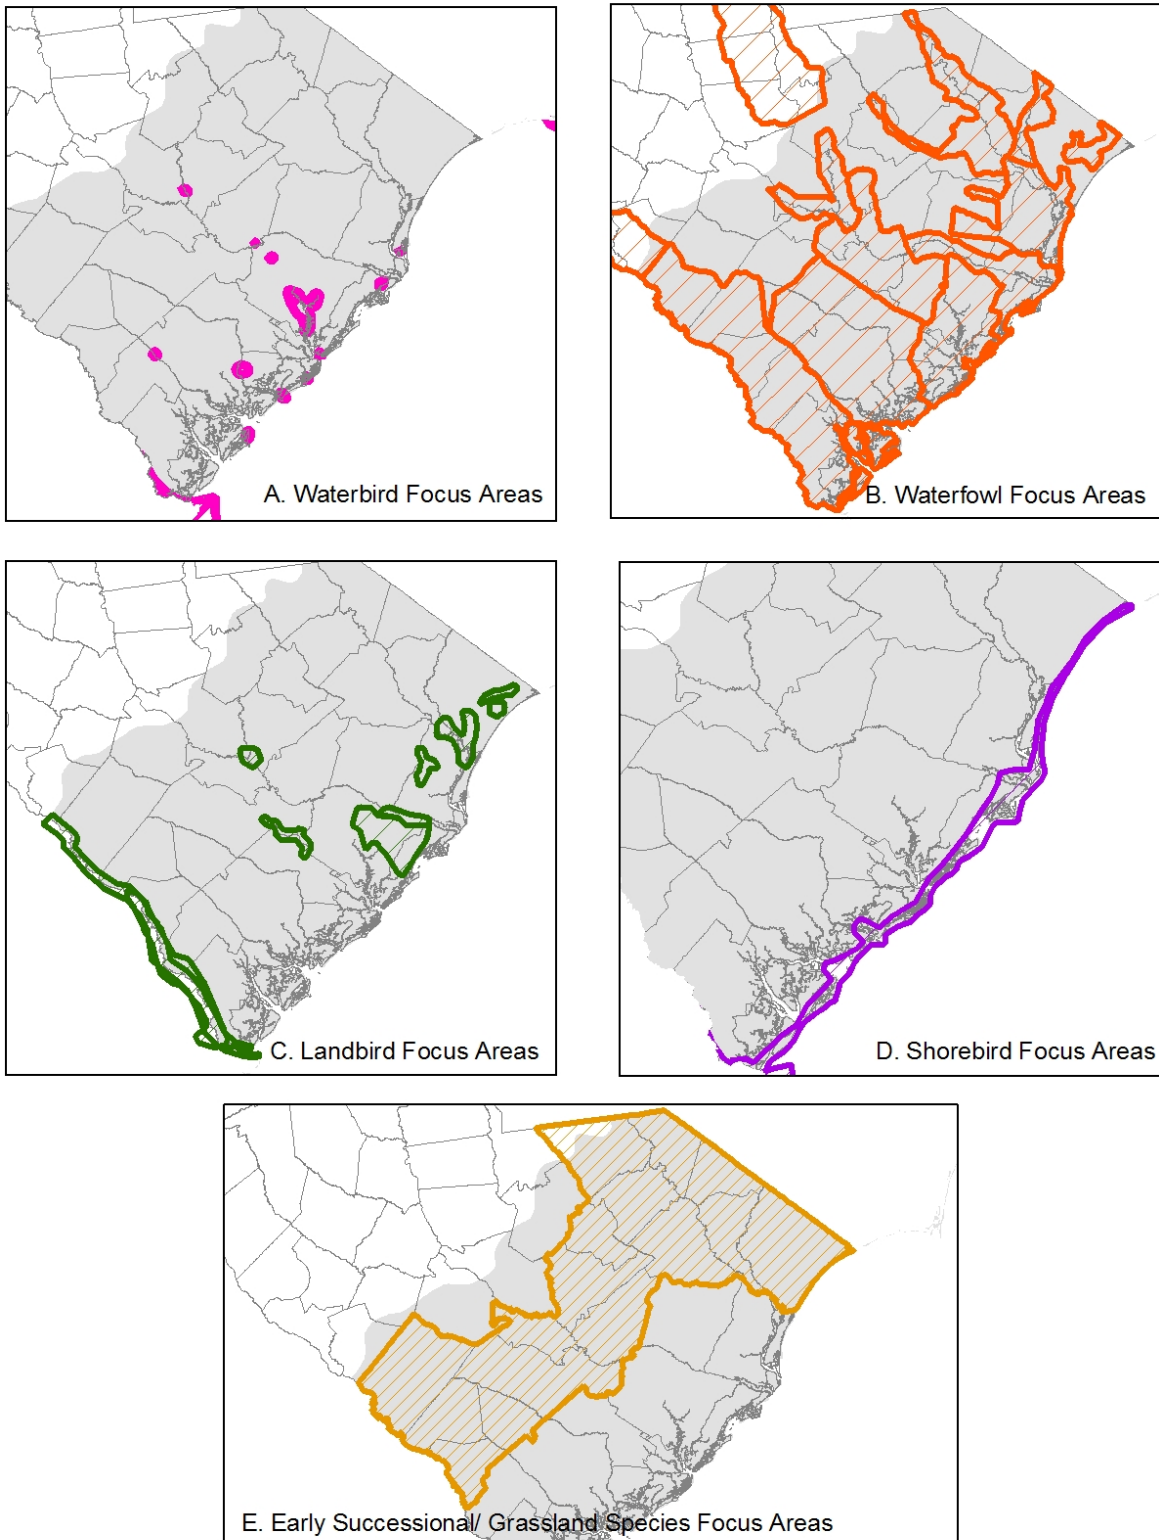 A. Waterbird Focus Areas
B. Waterfowl Focus Areas
C. Landbird Focus Areas
D. Shorebird Focus Areas
E. Early Successional/ Grassland Species Focus Areas